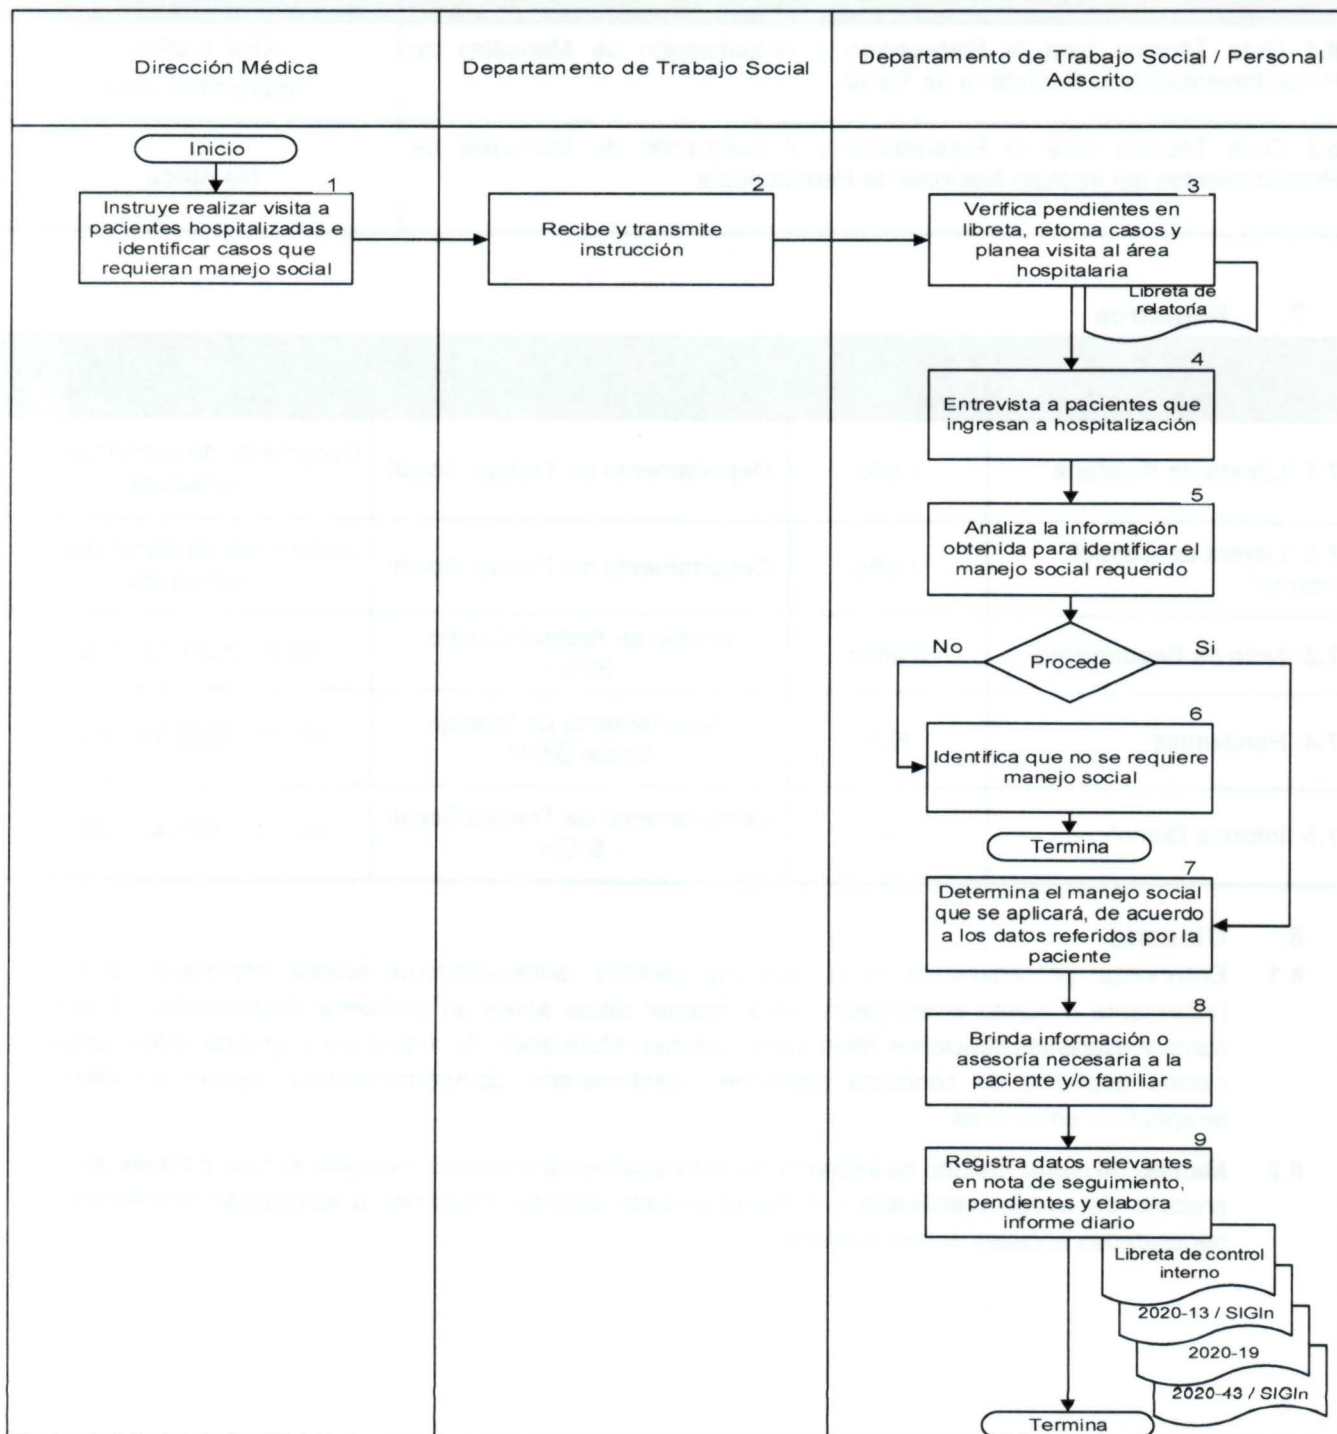 Dirección Médica
Departamento de Trabajo Social
Departamento de Trabajo Social / Personal
Adscrito
Inicio
1
Instruye realizar visita a
pacientes hospitalizadas e
identificar casos que
requieran manejo social
2
Recibe y transmite
instrucción
3
Verifica pendientes en
libreta, retoma casos y
planea visita al área
hospitalaria
Libreta de
relatoría
4
Entrevista a pacientes que
ingresan a hospitalización
5
Analiza la información
obtenida para identificar el
manejo social requerido
No
Procede
Si
6
Identifica que no se requiere
manejo social
Termina
7
Determina el manejo social
que se aplicará, de acuerdo
a los datos referidos por la
paciente
8
Brinda información o
asesoría necesaria a la
paciente y/o familiar
9
Registra datos relevantes
en nota de seguimiento,
pendientes y elabora
informe diario
Libreta de control
interno
2020-13 / SIGIn
2020-19
2020-43 / SIGIn
Termina